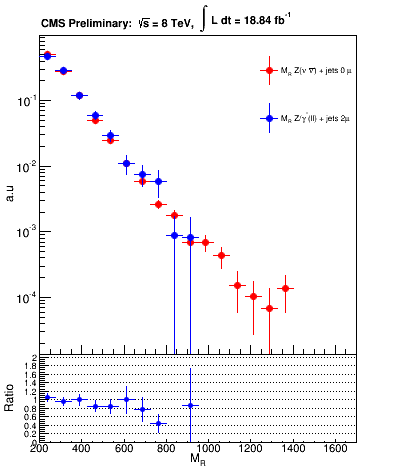 CMS Preliminary: √s = 8 TeV, ∫ L dt = 18.84 fb⁻¹
M_R Z(ν ν̄) + jets 0 μ
M_R Z/γ*(ll) + jets 2μ
a.u
10⁻¹
10⁻²
10⁻³
10⁻⁴
Ratio
2
1.8
1.6
1.4
1.2
1
0.8
0.6
0.4
0.2
0
200 400 600 800 1000 1200 1400 1600
M_R